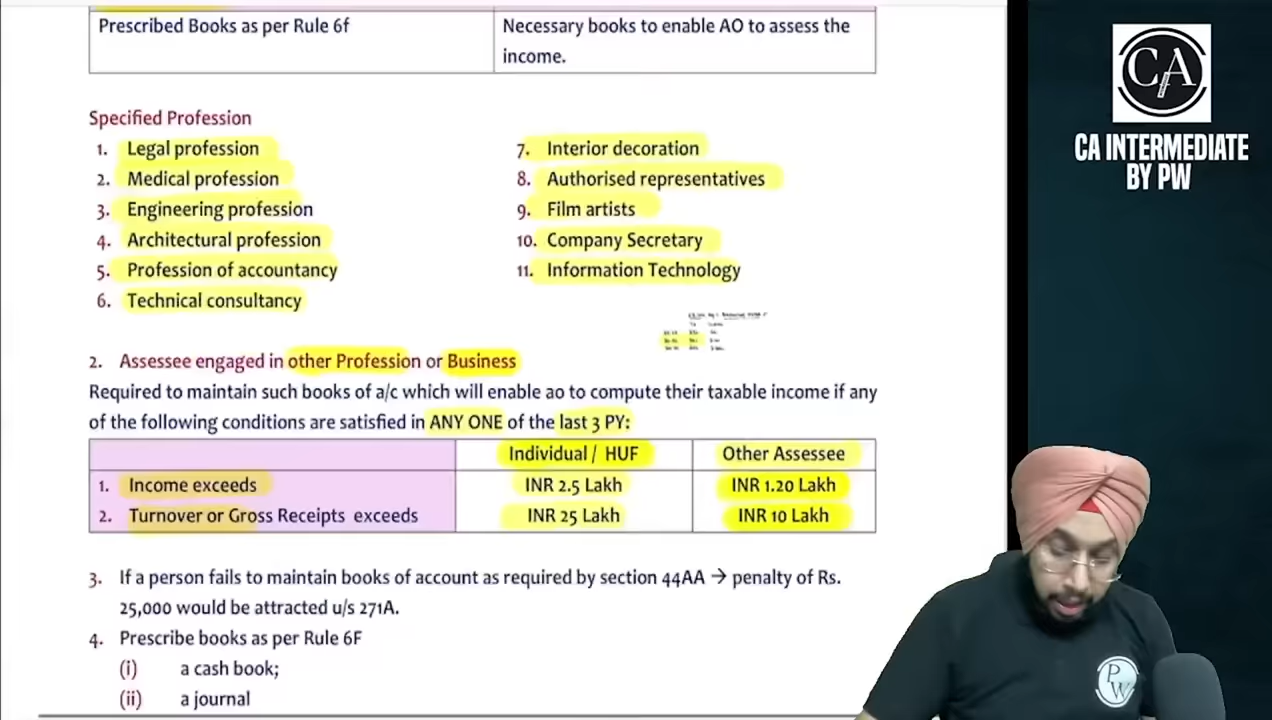 Prescribed Books as per Rule 6f
Necessary books to enable AO to assess the
income.
Specified Profession
1. Legal profession
2. Medical profession
3. Engineering profession
4. Architectural profession
5. Profession of accountancy
6. Technical consultancy
7. Interior decoration
8. Authorised representatives
9. Film artists
10. Company Secretary
11. Information Technology
2. Assessee engaged in other Profession or Business
Required to maintain such books of a/c which will enable ao to compute their taxable income if any
of the following conditions are satisfied in ANY ONE of the last 3 PY:
Individual / HUF
Other Assessee
1. Income exceeds
INR 2.5 Lakh
INR 1.20 Lakh
2. Turnover or Gross Receipts exceeds
INR 25 Lakh
INR 10 Lakh
3. If a person fails to maintain books of account as required by section 44AA → penalty of Rs.
25,000 would be attracted u/s 271A.
4. Prescribe books as per Rule 6F
(i) a cash book;
(ii) a journal
CA
CA INTERMEDIATE
BY PW
PW